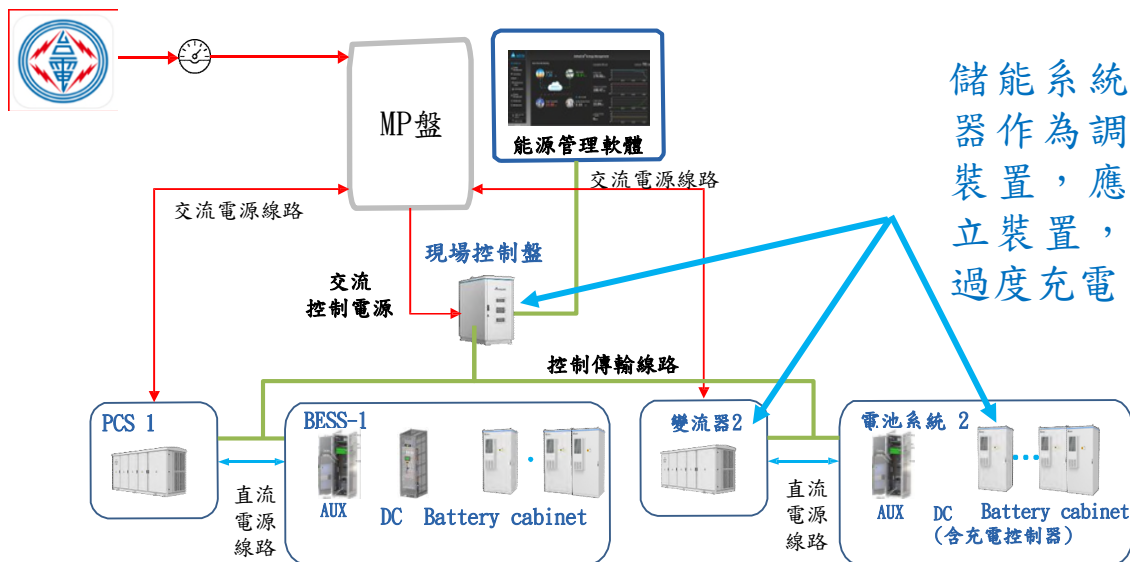 台電
MP盤
能源管理軟體
儲能系統
器作為調
裝置，應
立裝置，
過度充電
交流電源線路
交流電源線路
現場控制盤
交流
控制電源
控制傳輸線路
PCS 1
BESS-1
AUX
DC
Battery cabinet
直流
電源
線路
變流器2
電池系統 2
AUX
DC
Battery cabinet
(含充電控制器)
直流
電源
線路